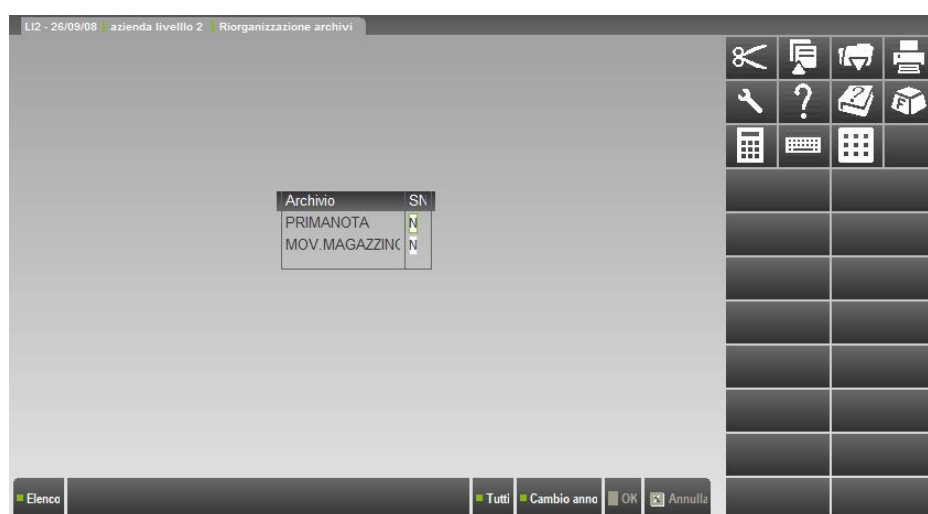 LI2 - 26/09/08 azienda livelllo 2 Riorganizzazione archivi
Archivio SN
PRIMANOTA N
MOV.MAGAZZINO N
Elenco Tutti Cambio anno OK Annulla